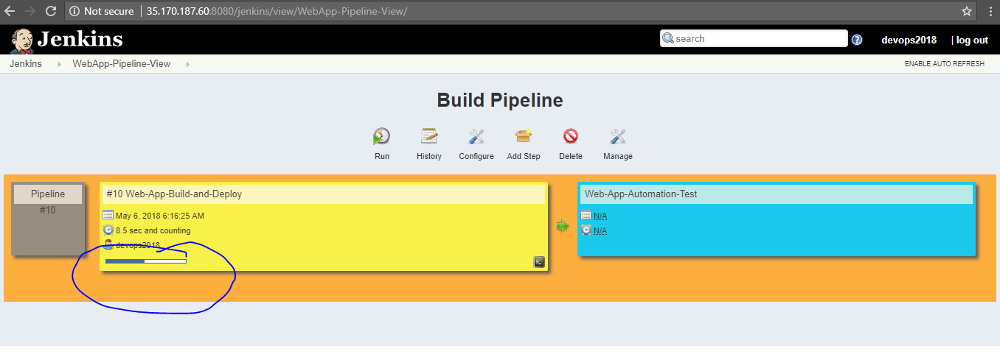 Not secure 35.170.187.60:8080/jenkins/view/WebApp-Pipeline-View/
Jenkins search devops2018 | log out
Jenkins WebApp-Pipeline-View ENABLE AUTO REFRESH
Build Pipeline
Run History Configure Add Step Delete Manage
Pipeline
#10
#10 Web-App-Build-and-Deploy
May 6, 2018 6:16:25 AM
8.5 sec and counting
devops2018
Web-App-Automation-Test
N/A
N/A